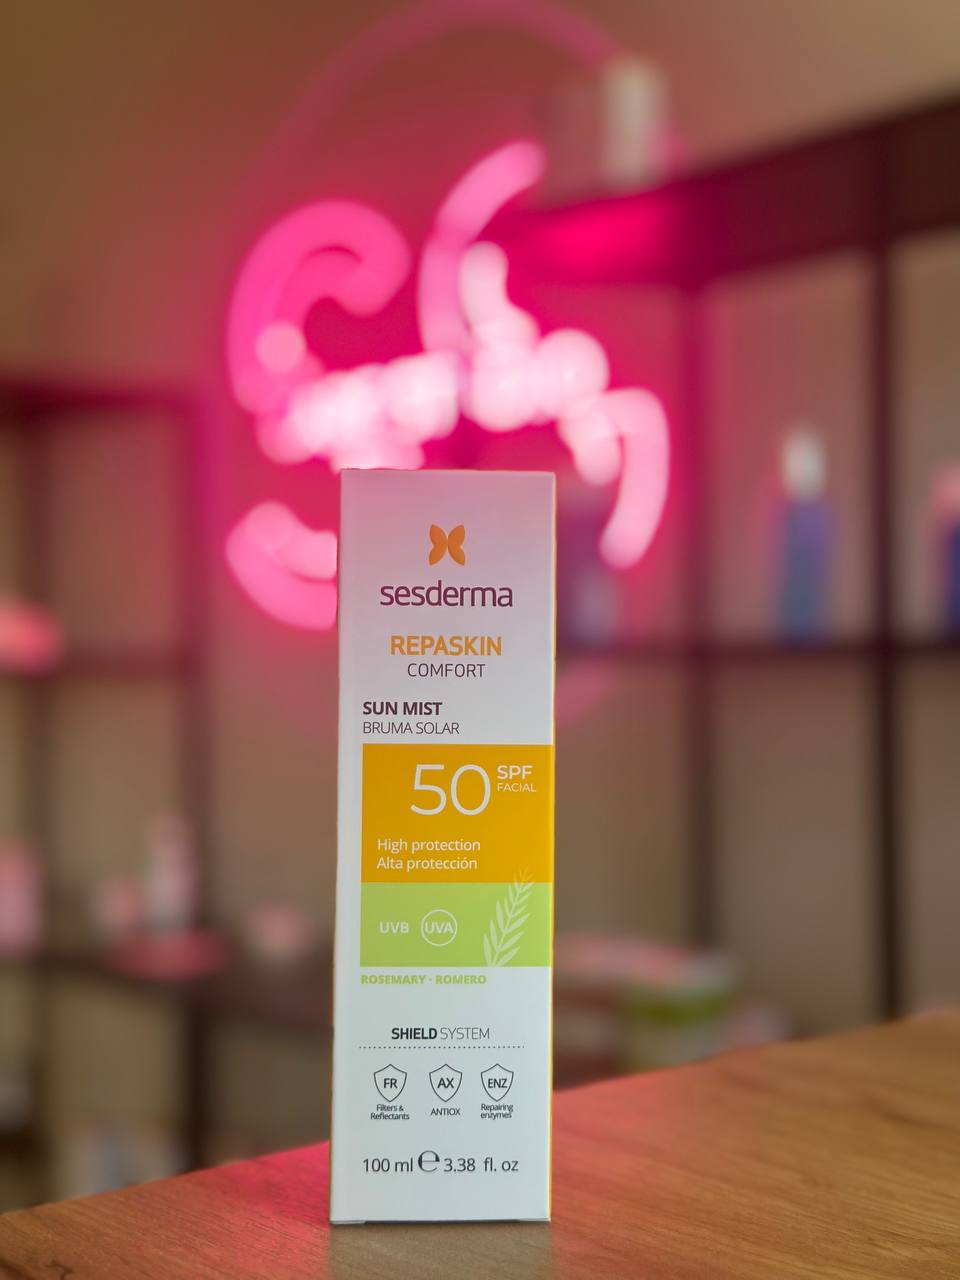 sesderma
REPASKIN
COMFORT
SUN MIST
BRUMA SOLAR
50 SPF
FACIAL
High protection
Alta protección
UVB UVA
ROSEMARY · ROMERO
SHIELD SYSTEM
FR AX ENZ
Filters &
Reflectants
ANTIOX
Repairing
enzymes
100 ml ℮ 3.38 fl. oz